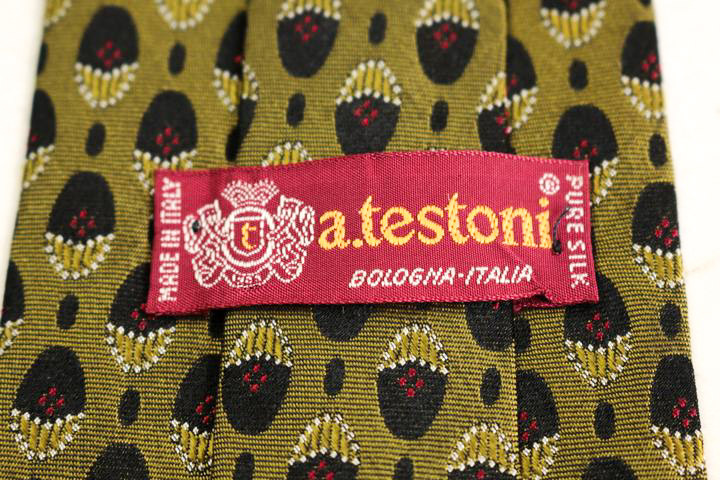 MADE IN ITALY
t
a.testoni
®
BOLOGNA-ITALIA
PURE SILK